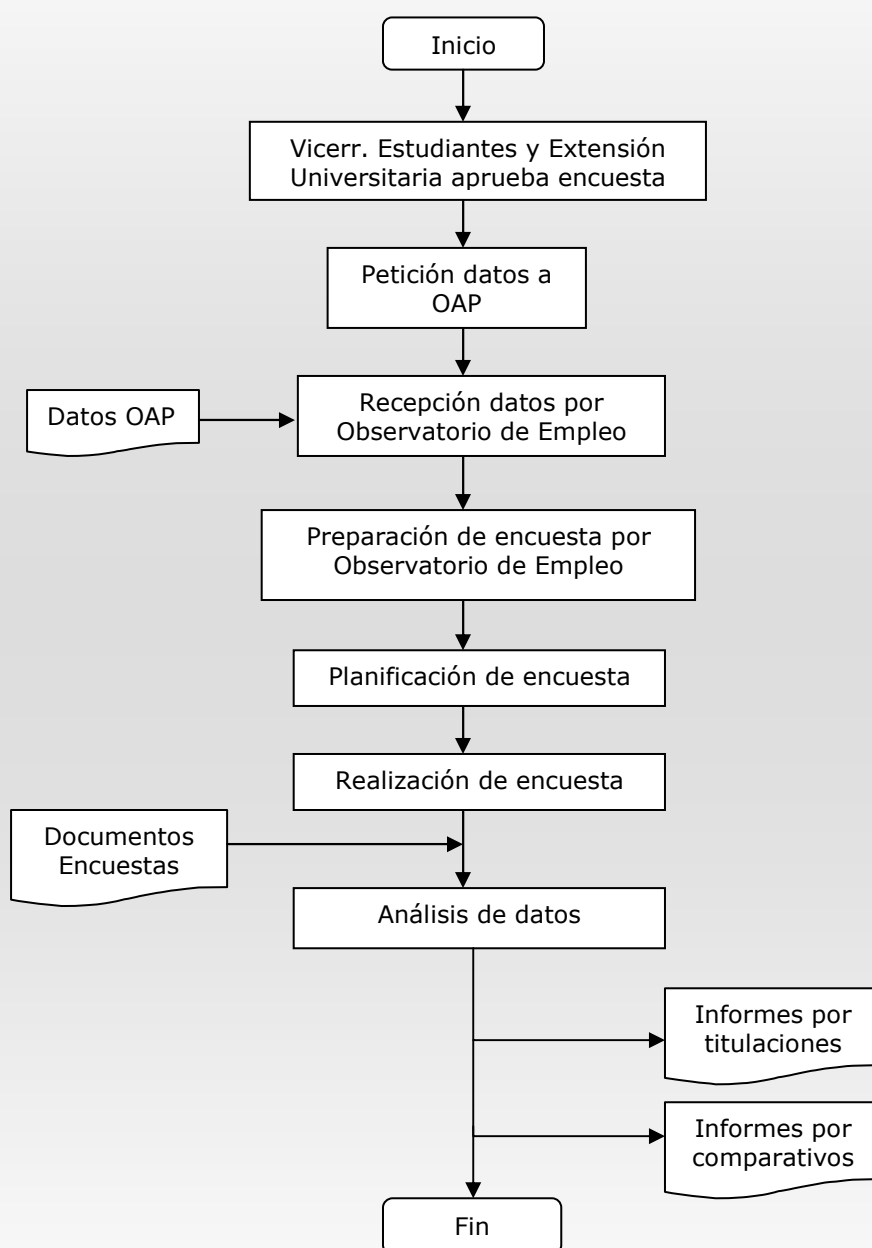 Inicio
Vicerr. Estudiantes y Extensión
Universitaria aprueba encuesta
Petición datos a
OAP
Datos OAP
Recepción datos por
Observatorio de Empleo
Preparación de encuesta por
Observatorio de Empleo
Planificación de encuesta
Realización de encuesta
Documentos
Encuestas
Análisis de datos
Informes por
titulaciones
Informes por
comparativos
Fin